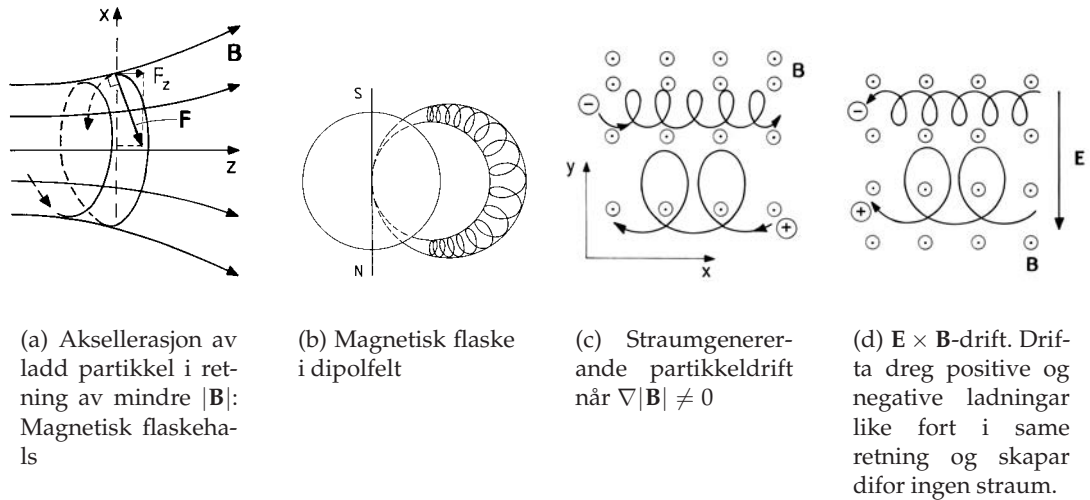 x
B
F_z
F
z
S
N
B
−
y
+
x
−
E
+
B
(a) Aksellerasjon av
ladd partikkel i ret-
ning av mindre |B|:
Magnetisk flaskeha-
ls
(b) Magnetisk flaske
i dipolfelt
(c) Straumgenerer-
ande partikkeldrift
når ∇|B| ≠ 0
(d) E × B-drift. Drif-
ta dreg positive og
negative ladningar
like fort i same
retning og skapar
difor ingen straum.